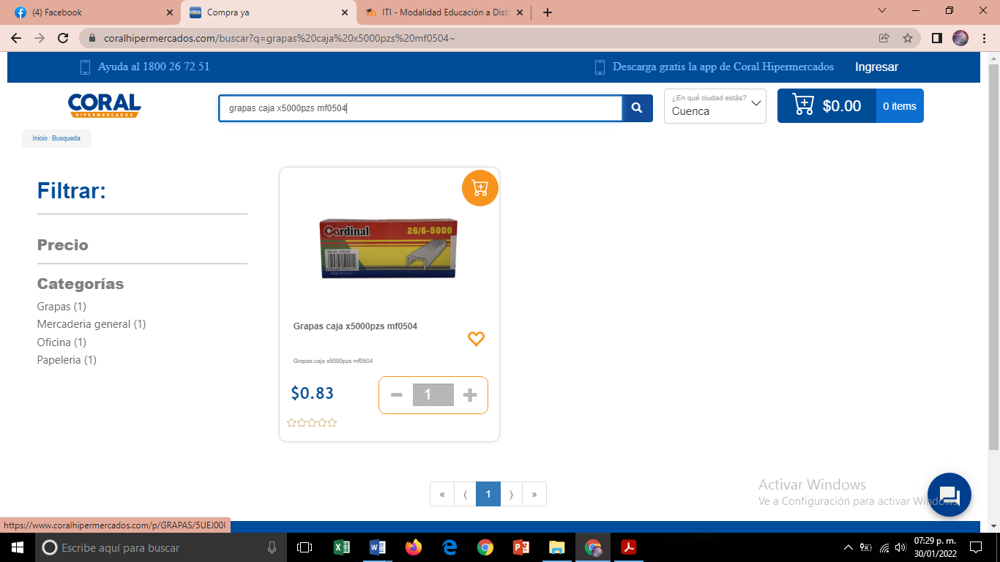 (4) Facebook
Compra ya
ITI - Modalidad Educación a Dista
coralhipermercados.com/buscar?q=grapas%20caja%20x5000pzs%20mf0504~
Ayuda al 1800 26 72 51
Descarga gratis la app de Coral Hipermercados
Ingresar
CORAL
HIPERMERCADOS
grapas caja x5000pzs mf0504
¿En qué ciudad estás?
Cuenca
$0.00
0 items
Inicio / Busqueda
Filtrar:
Precio
Categorías
Grapas (1)
Mercaderia general (1)
Oficina (1)
Papeleria (1)
Cardinal
26/6-5000
Grapas caja x5000pzs mf0504
Grapas caja x5000pzs mf0504
$0.83
1
« ⟨ 1 ⟩ »
Activar Windows
Ve a Configuración para activar Windows.
https://www.coralhipermercados.com/p/GRAPAS/5UEJ00I
Escribe aquí para buscar
07:29 p. m.
30/01/2022